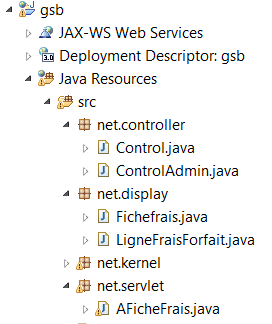 gsb
JAX-WS Web Services
Deployment Descriptor: gsb
Java Resources
src
net.controller
Control.java
ControlAdmin.java
net.display
Fichefrais.java
LigneFraisForfait.java
net.kernel
net.servlet
AFicheFrais.java